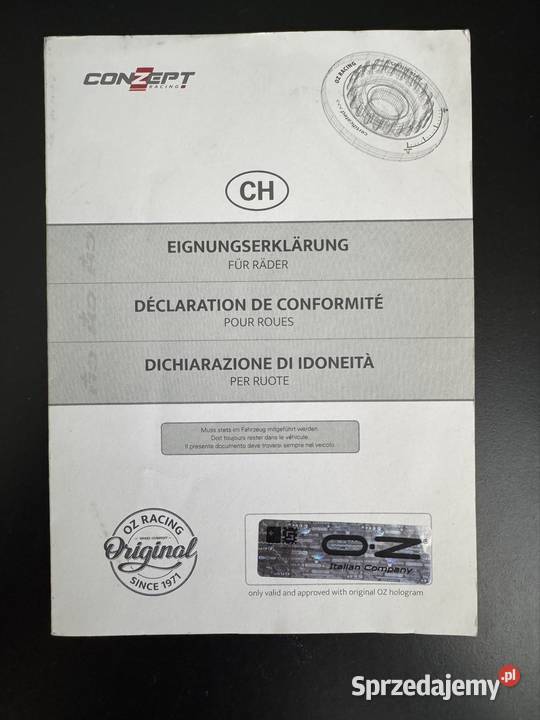 CONZEPT
RACING
OZ RACING
CH
EIGNUNGSERKLÄRUNG
FÜR RÄDER
DÉCLARATION DE CONFORMITÉ
POUR ROUES
DICHIARAZIONE DI IDONEITÀ
PER RUOTE
Muss stets im Fahrzeug mitgeführt werden.
Doit toujours rester dans le véhicule.
Il presente documento deve trovarsi sempre nel veicolo.
OZ RACING
Original
SINCE 1971
O·Z
Italian Company
only valid and approved with original OZ hologram
Sprzedajemy.pl